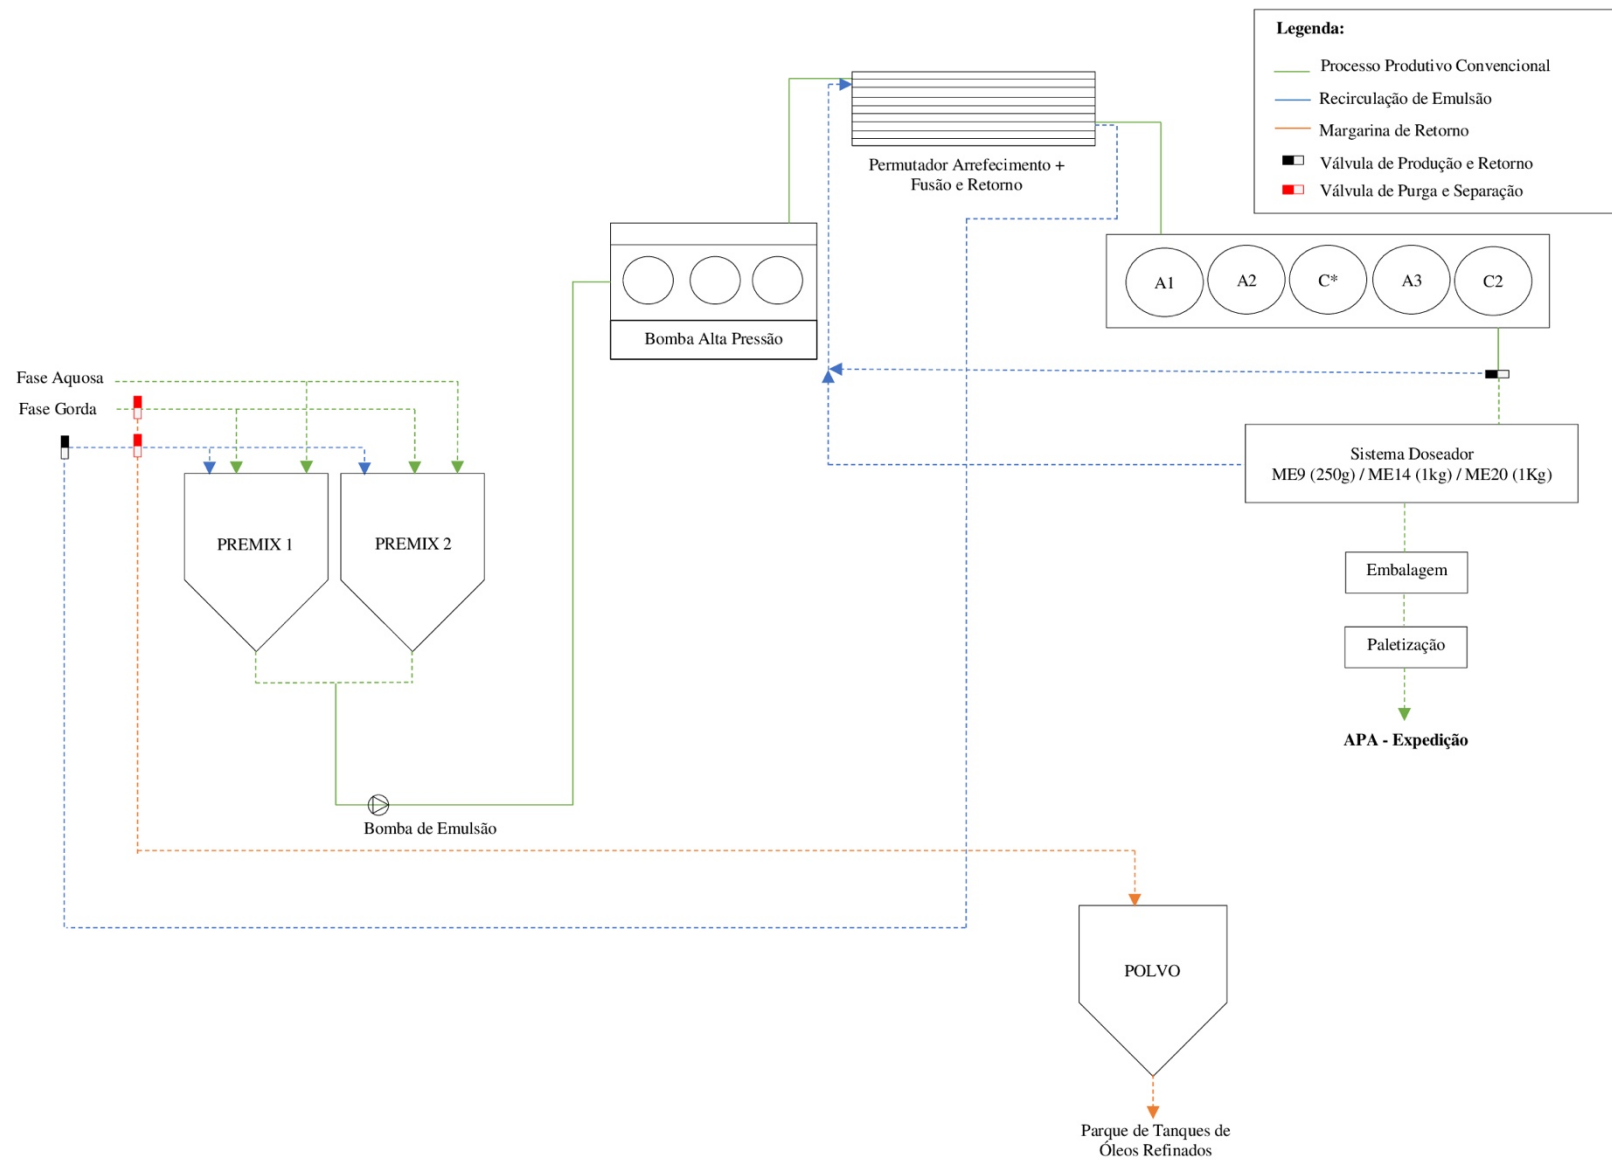 Legenda:
Processo Produtivo Convencional
Recirculação de Emulsão
Margarina de Retorno
Válvula de Produção e Retorno
Válvula de Purga e Separação
Permutador Arrefecimento +
Fusão e Retorno
A1
A2
C*
A3
C2
Bomba Alta Pressão
Fase Aquosa
Fase Gorda
Sistema Doseador
ME9 (250g) / ME14 (1kg) / ME20 (1Kg)
PREMIX 1
PREMIX 2
Embalagem
Paletização
APA - Expedição
Bomba de Emulsão
POLVO
Parque de Tanques de
Óleos Refinados